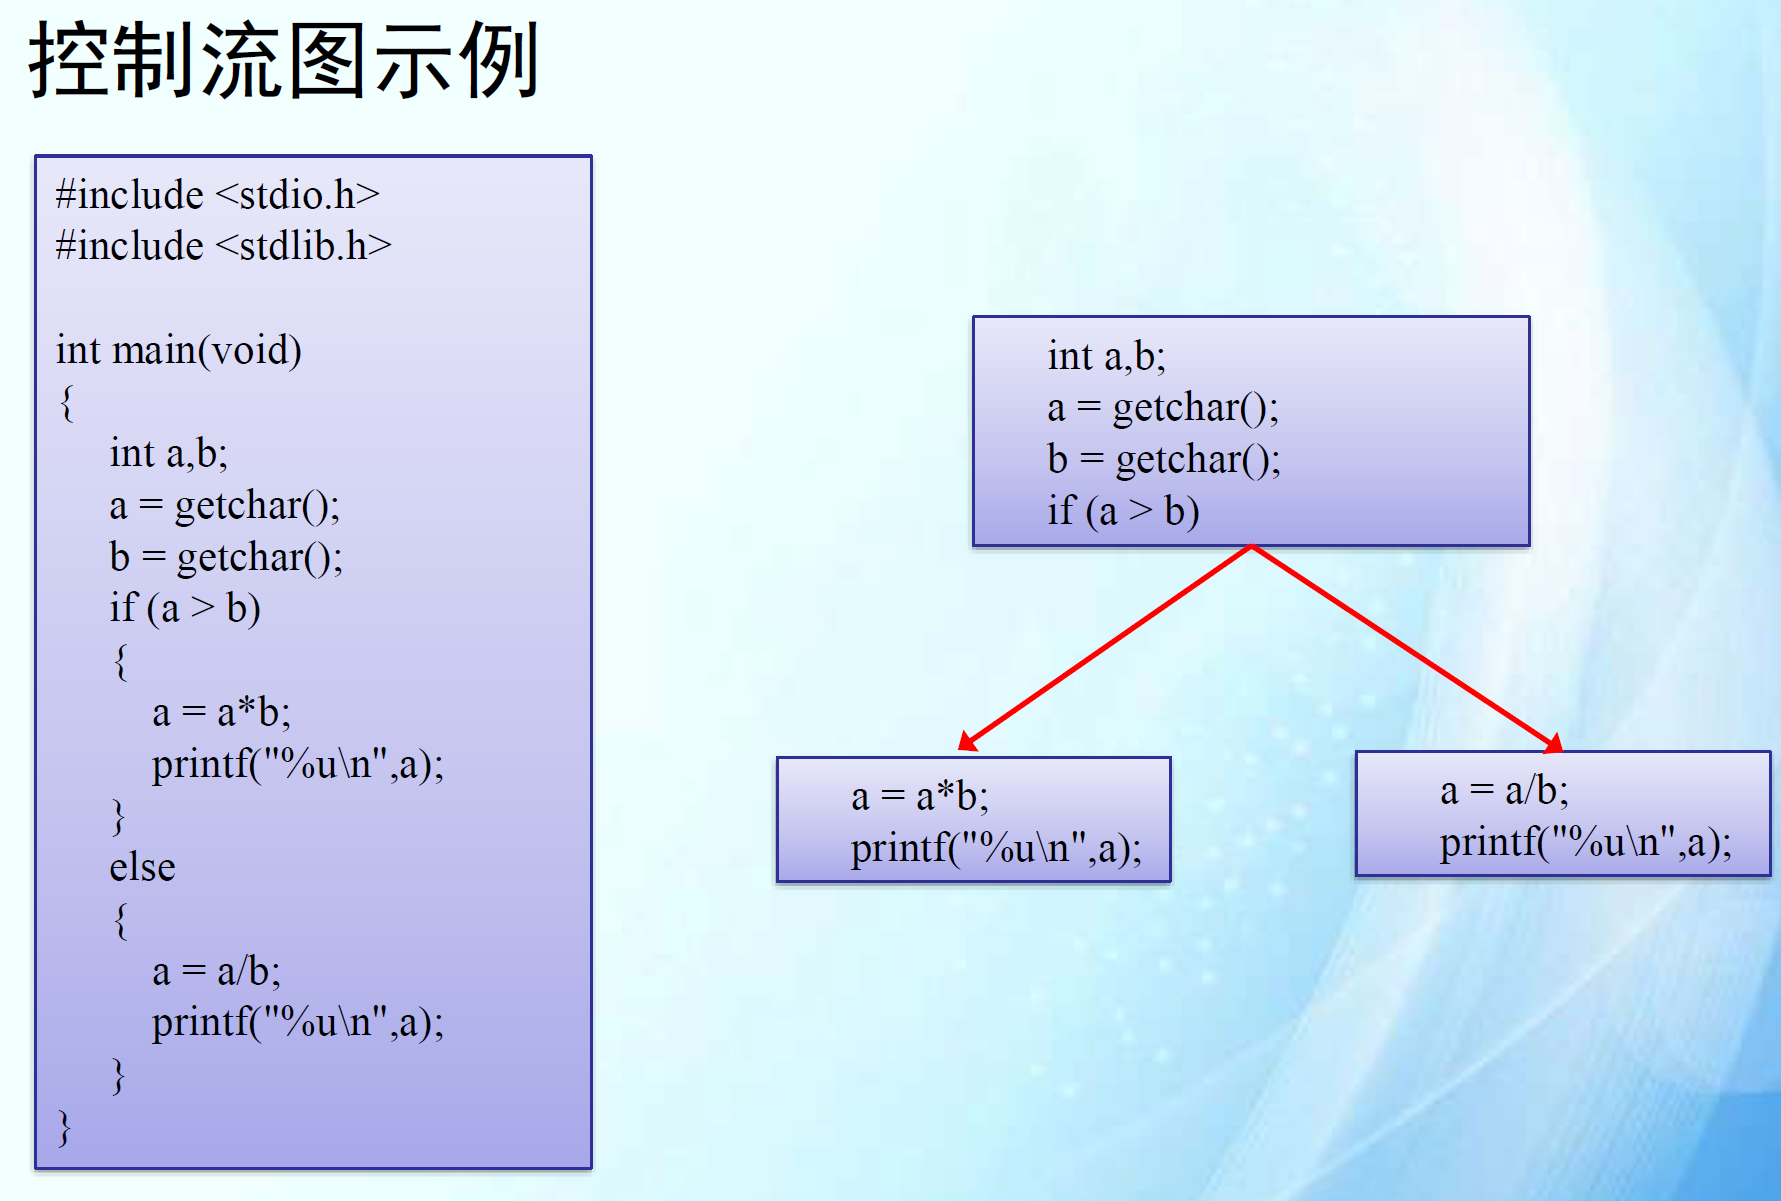 控制流图示例
#include <stdio.h>
#include <stdlib.h>
int main(void)
{
int a,b;
a = getchar();
b = getchar();
if (a > b)
{
a = a*b;
printf("%u\n",a);
}
else
{
a = a/b;
printf("%u\n",a);
}
}
int a,b;
a = getchar();
b = getchar();
if (a > b)
a = a*b;
printf("%u\n",a);
a = a/b;
printf("%u\n",a);